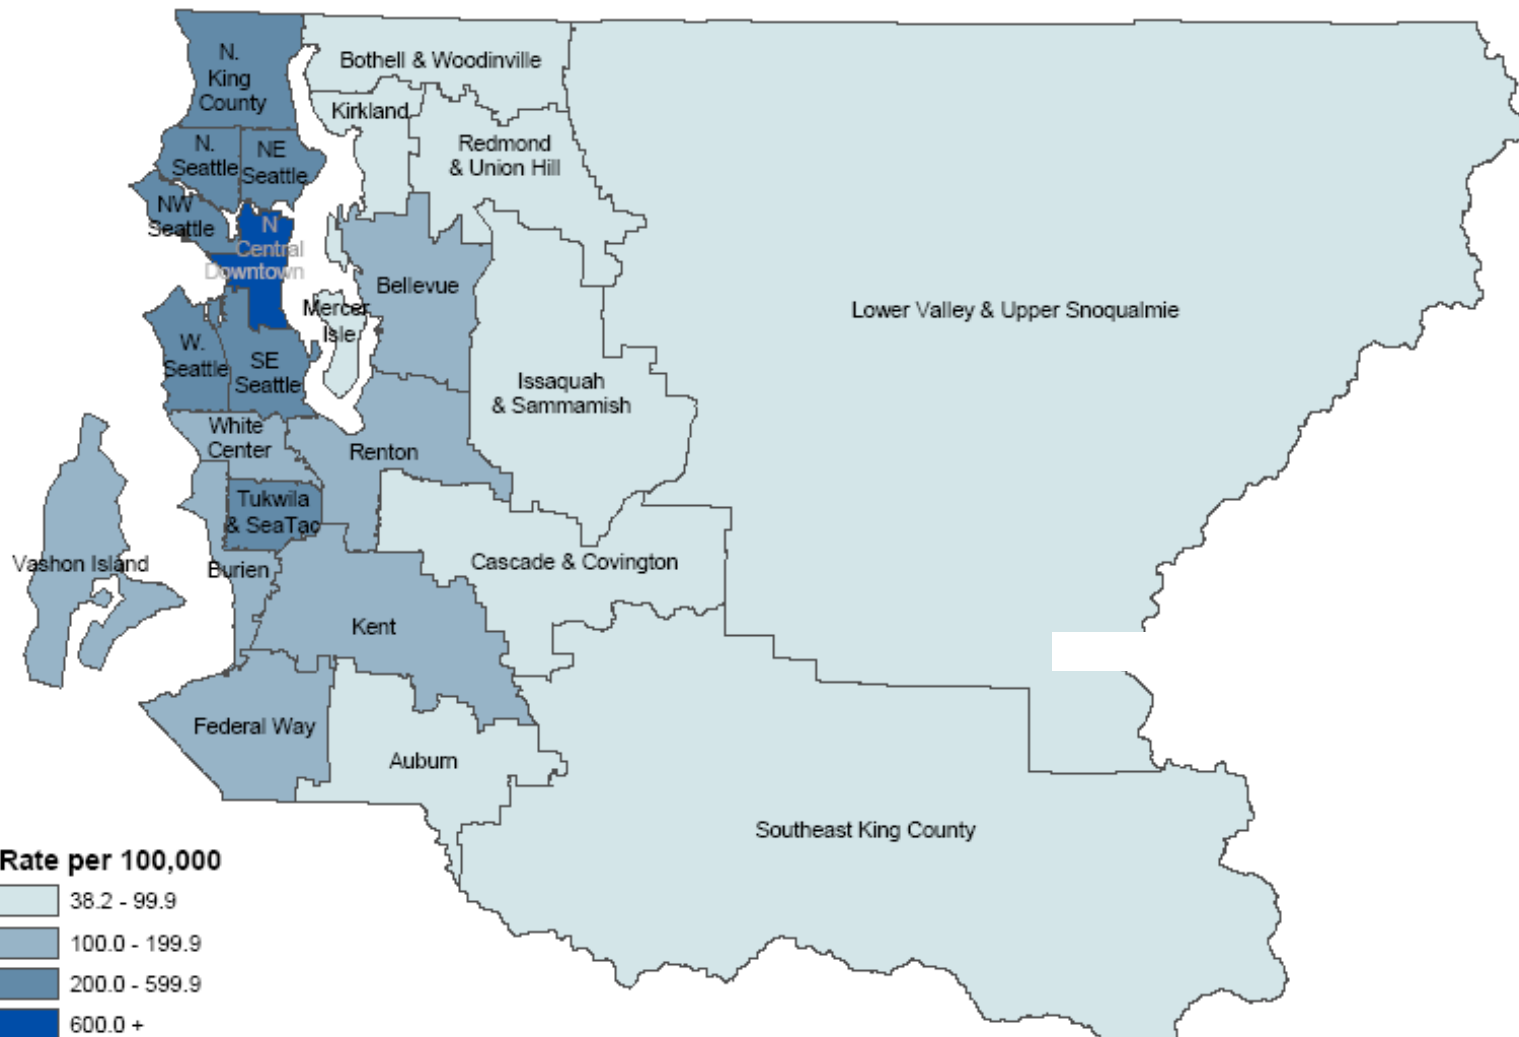 N.
King
County
Bothell & Woodinville
Kirkland
Redmond
& Union Hill
N.
Seattle
NE
Seattle
NW
Seattle
N
Central
Downtown
Bellevue
Mercer
Isle
Lower Valley & Upper Snoqualmie
W.
Seattle
SE
Seattle
Issaquah
& Sammamish
White
Center
Renton
Tukwila
& SeaTac
Vashon Island
Burien
Cascade & Covington
Kent
Federal Way
Auburn
Southeast King County
Rate per 100,000
38.2 - 99.9
100.0 - 199.9
200.0 - 599.9
600.0 +